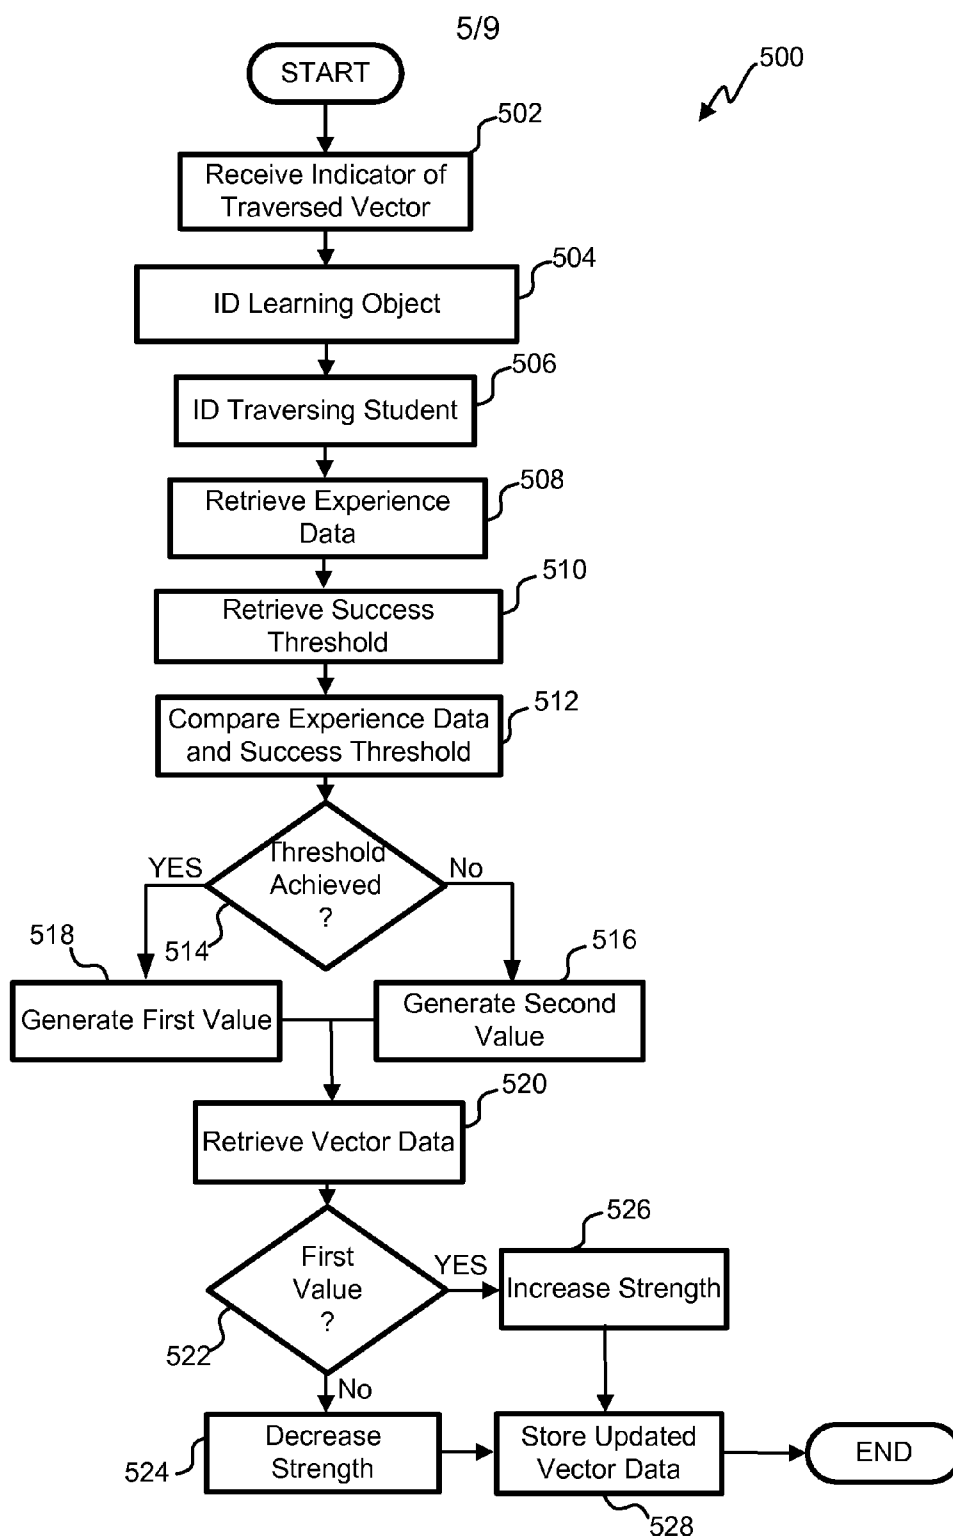 5/9
START
500
502
Receive Indicator of
Traversed Vector
504
ID Learning Object
506
ID Traversing Student
508
Retrieve Experience
Data
510
Retrieve Success
Threshold
512
Compare Experience Data
and Success Threshold
YES
Threshold
Achieved
?
No
514
518
516
Generate First Value
Generate Second
Value
520
Retrieve Vector Data
526
First
Value
?
YES
Increase Strength
522
No
Decrease
Strength
524
Store Updated
Vector Data
END
528